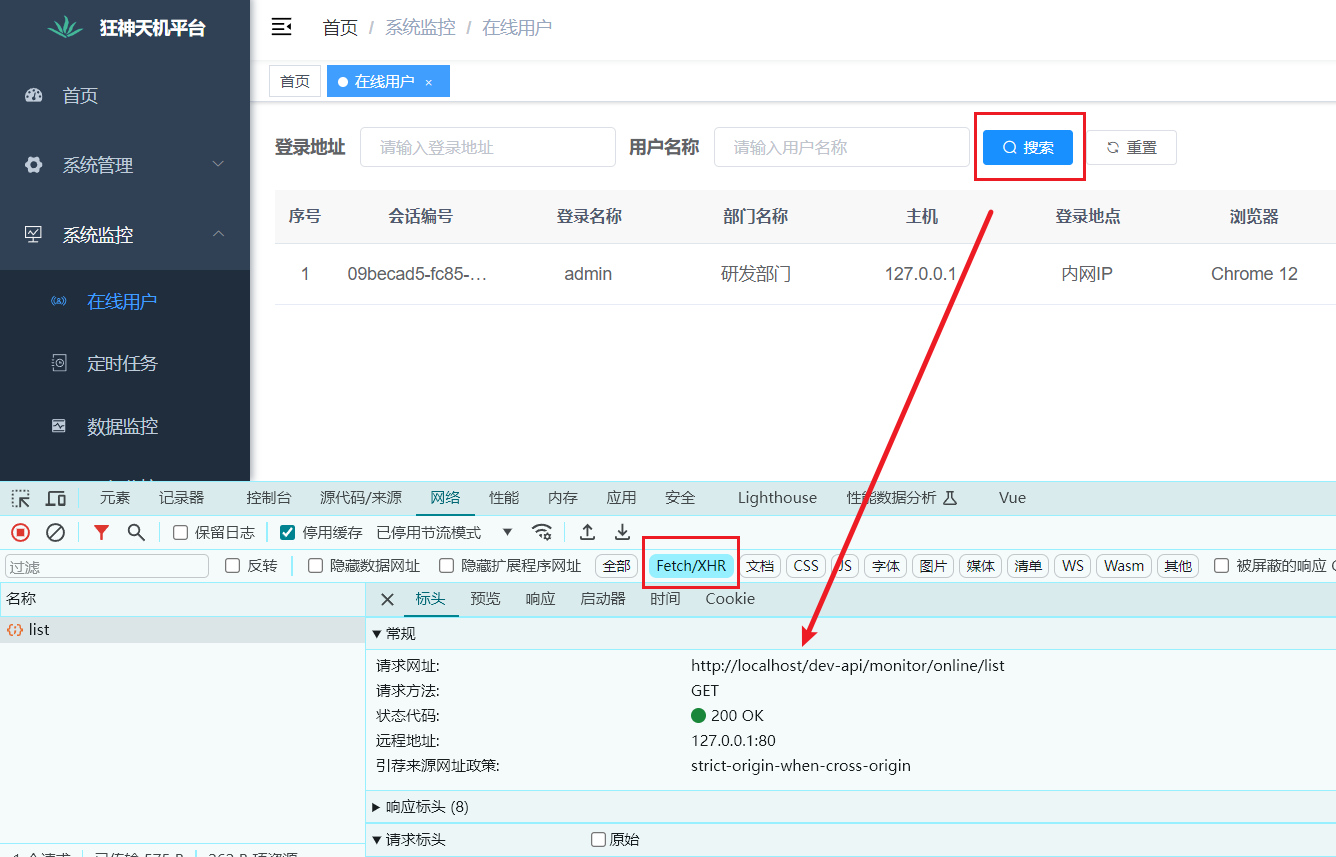 狂神天机平台
首页 / 系统监控 / 在线用户
首页
在线用户 ×
首页
系统管理
系统监控
在线用户
定时任务
数据监控
登录地址 请输入登录地址 用户名称 请输入用户名称 搜索 重置
序号 会话编号 登录名称 部门名称 主机 登录地点 浏览器
1 09becad5-fc85-… admin 研发部门 127.0.0.1 内网IP Chrome 12
元素 记录器 控制台 源代码/来源 网络 性能 内存 应用 安全 Lighthouse 性能数据分析 Vue
保留日志 停用缓存 已停用节流模式
过滤 反转 隐藏数据网址 隐藏扩展程序网址 全部 Fetch/XHR 文档 CSS JS 字体 图片 媒体 清单 WS Wasm 其他 被屏蔽的响应
名称
list
标头 预览 响应 启动器 时间 Cookie
常规
请求网址: http://localhost/dev-api/monitor/online/list
请求方法: GET
状态代码: 200 OK
远程地址: 127.0.0.1:80
引荐来源网址政策: strict-origin-when-cross-origin
响应标头 (8)
请求标头 原始